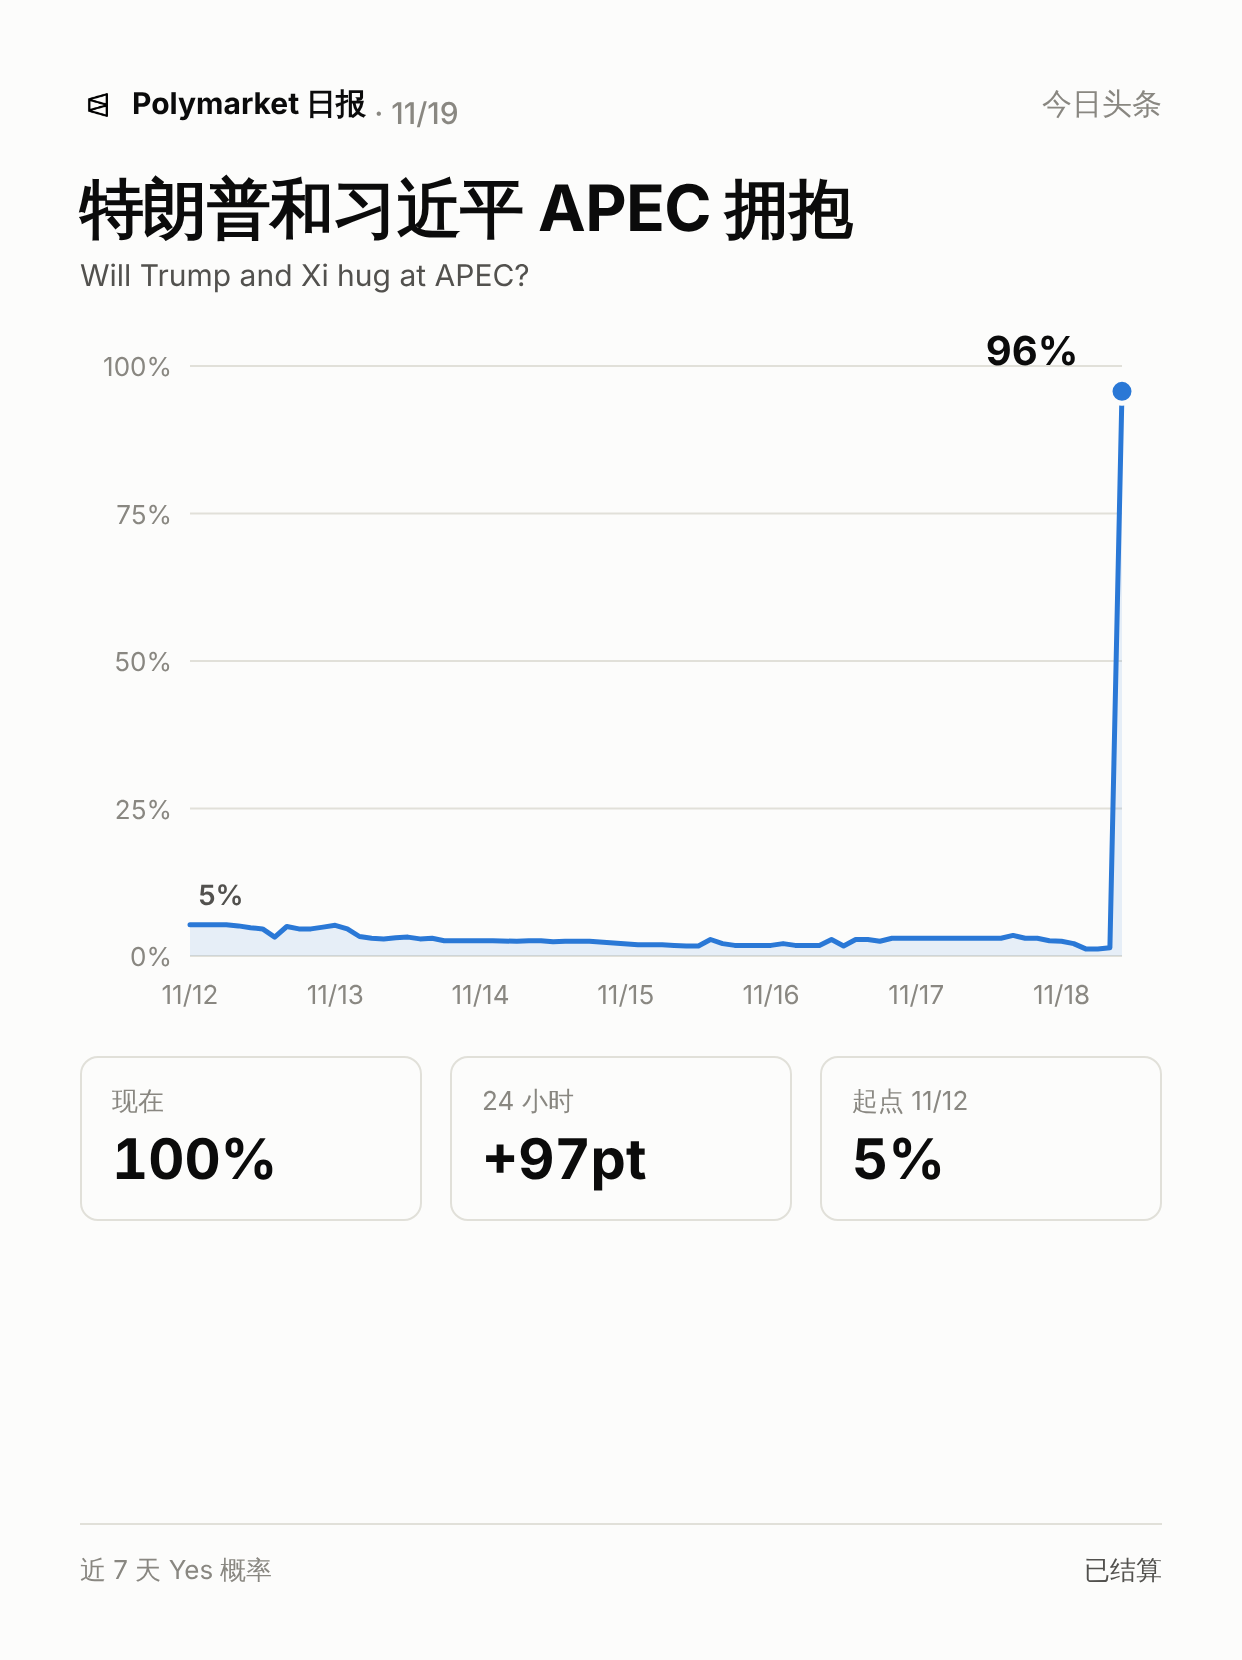 Polymarket 日报 · 11/19
今日头条
特朗普和习近平 APEC 拥抱
Will Trump and Xi hug at APEC?
96%
100%
75%
50%
25%
5%
0%
11/12 11/13 11/14 11/15 11/16 11/17 11/18
现在
100%
24 小时
+97pt
起点 11/12
5%
近 7 天 Yes 概率
已结算